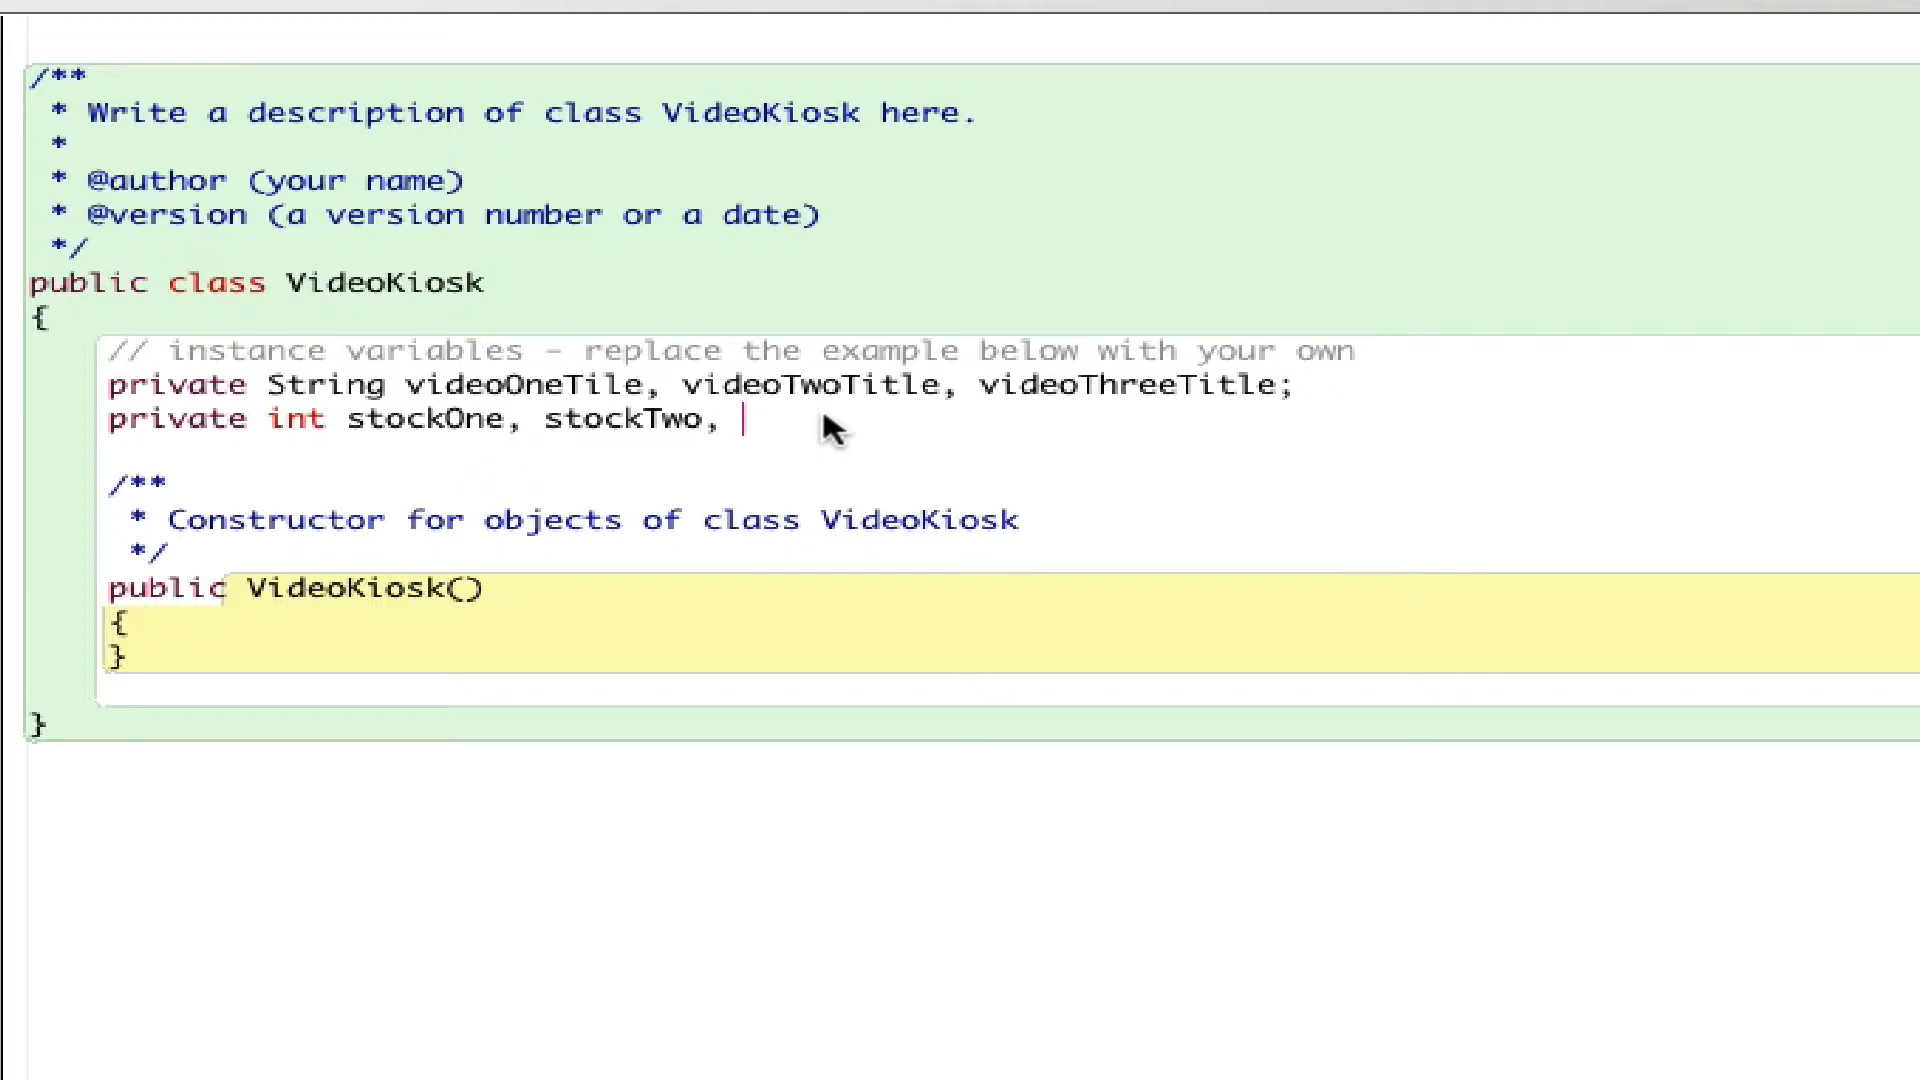 /**
 * Write a description of class VideoKiosk here.
 *
 * @author (your name)
 * @version (a version number or a date)
 */
public class VideoKiosk
{
    // instance variables – replace the example below with your own
    private String videoOneTile, videoTwoTitle, videoThreeTitle;
    private int stockOne, stockTwo,
    /**
     * Constructor for objects of class VideoKiosk
     */
    public VideoKiosk()
    {
    }
}